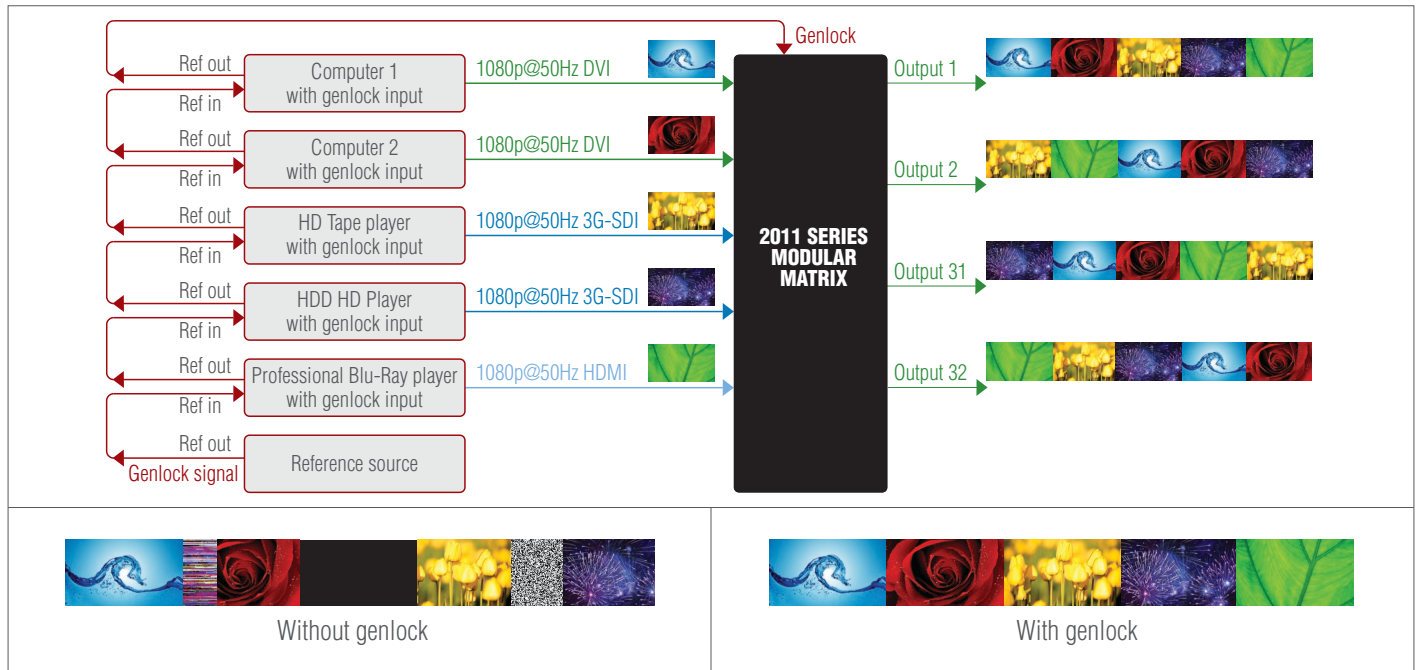 Genlock
Ref out
Computer 1
with genlock input
1080p@50Hz DVI
Output 1
Ref in
Ref out
Computer 2
with genlock input
1080p@50Hz DVI
Output 2
Ref in
Ref out
HD Tape player
with genlock input
1080p@50Hz 3G-SDI
2011 SERIES
MODULAR
MATRIX
Output 31
Ref in
Ref out
HDD HD Player
with genlock input
1080p@50Hz 3G-SDI
Ref in
Ref out
Professional Blu-Ray player
with genlock input
1080p@50Hz HDMI
Output 32
Ref in
Ref out
Genlock signal
Reference source
Without genlock
With genlock